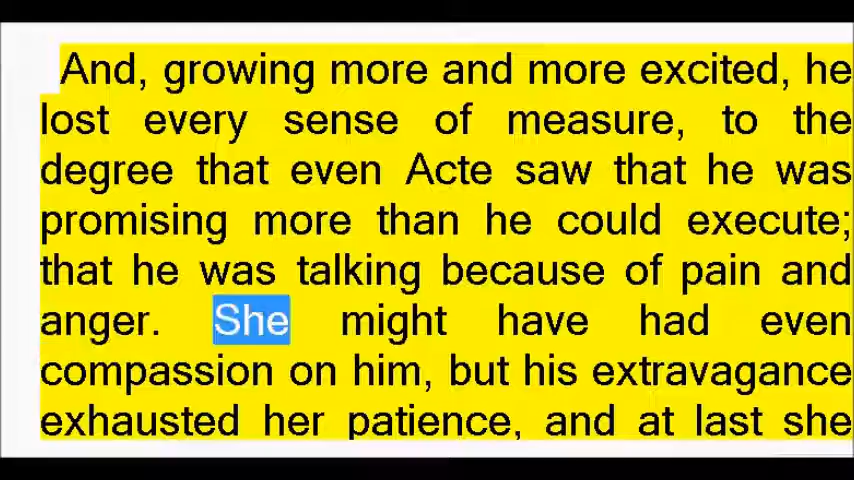 And, growing more and more excited, he
lost every sense of measure, to the
degree that even Acte saw that he was
promising more than he could execute;
that he was talking because of pain and
anger. She might have had even
compassion on him, but his extravagance
exhausted her patience, and at last she